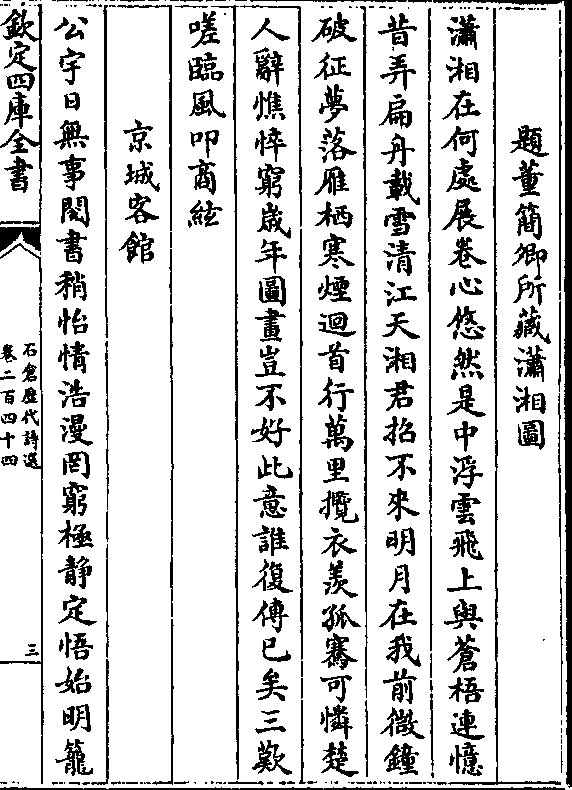 題董簡卿所藏瀟湘圖
瀟湘在何處展卷心悠然是中浮雲飛上與蒼梧連憶
昔弄扁舟載雪清江天湘君招不來明月在我前微鐘
破征夢落雁栖寒煙迴首行萬里攬衣羨孤騫可憐楚
人辭憔悴窮嵗年圖畫豈不好此意誰復傳已矣三歎
嗟臨風叩商絃
京城客館
公宇日無事閱書稍怡情浩漫罔窮極靜定悟始明籠
欽定四庫全書
石倉歷代詩選
卷二百四十四
三